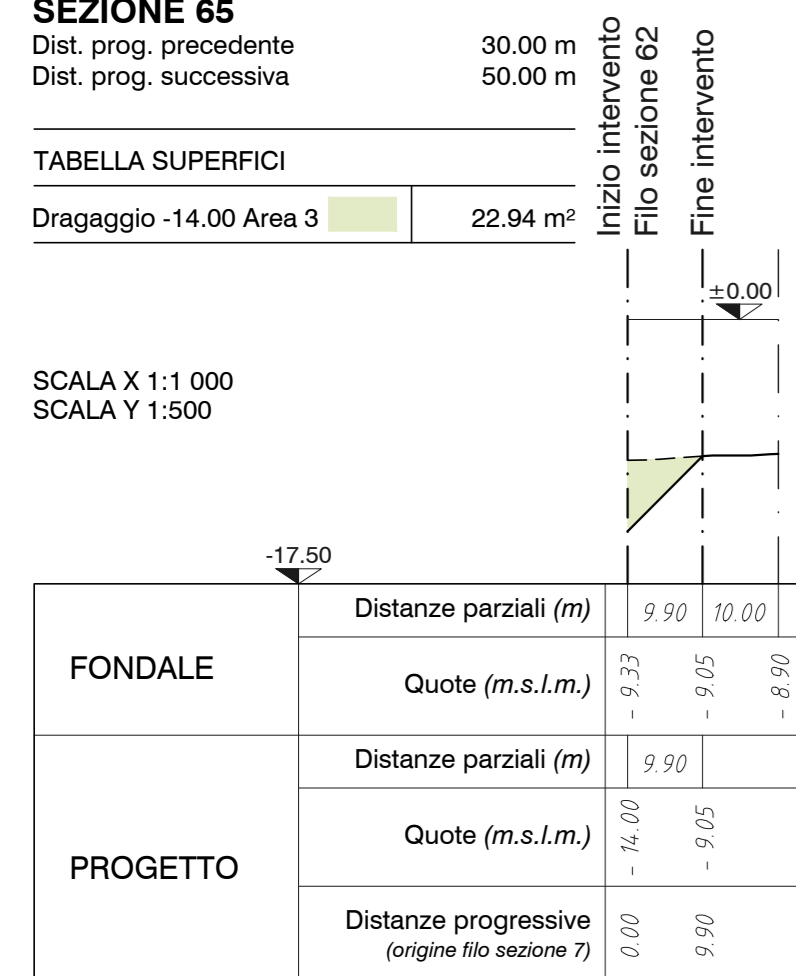 SEZIONE 65
Dist. prog. precedente 30.00 m
Dist. prog. successiva 50.00 m
TABELLA SUPERFICI
Dragaggio -14.00 Area 3 22.94 m²
Inizio intervento
Filo sezione 62
Fine intervento
±0.00
SCALA X 1:1 000
SCALA Y 1:500
-17.50
FONDALE
Distanze parziali (m) 9.90 10.00
Quote (m.s.l.m.) - 9.33 - 9.05 - 8.90
PROGETTO
Distanze parziali (m) 9.90
Quote (m.s.l.m.) - 14.00 - 9.05
Distanze progressive 0.00 9.90
(origine filo sezione 7)